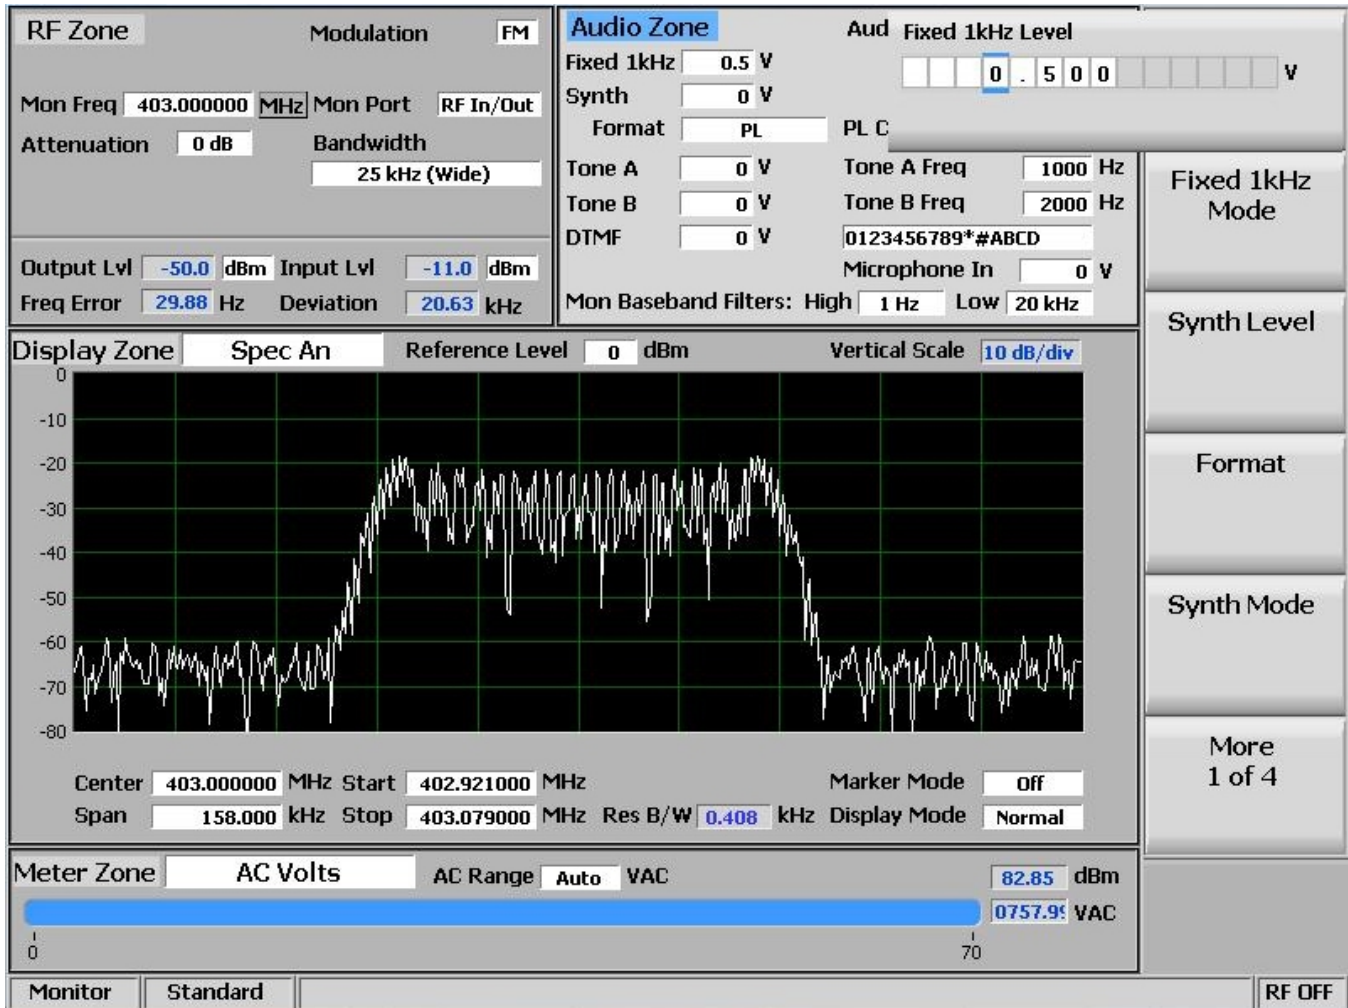 RF Zone
Modulation FM
Mon Freq 403.000000 MHz Mon Port RF In/Out
Attenuation 0 dB Bandwidth
25 kHz (Wide)
Output Lvl -50.0 dBm Input Lvl -11.0 dBm
Freq Error 29.88 Hz Deviation 20.63 kHz
Audio Zone Aud
Fixed 1kHz 0.5 V
Synth 0 V
Format PL PL C
Tone A 0 V Tone A Freq 1000 Hz
Tone B 0 V Tone B Freq 2000 Hz
DTMF 0 V 0123456789*#ABCD
Microphone In 0 V
Mon Baseband Filters: High 1 Hz Low 20 kHz
Fixed 1kHz Level
0.500 V
Fixed 1kHz
Mode
Synth Level
Format
Synth Mode
More
1 of 4
Display Zone Spec An Reference Level 0 dBm Vertical Scale 10 dB/div
0
-10
-20
-30
-40
-50
-60
-70
-80
Center 403.000000 MHz Start 402.921000 MHz Marker Mode Off
Span 158.000 kHz Stop 403.079000 MHz Res B/W 0.408 kHz Display Mode Normal
Meter Zone AC Volts AC Range Auto VAC 82.85 dBm
0757.9 VAC
0 70
Monitor Standard RF OFF